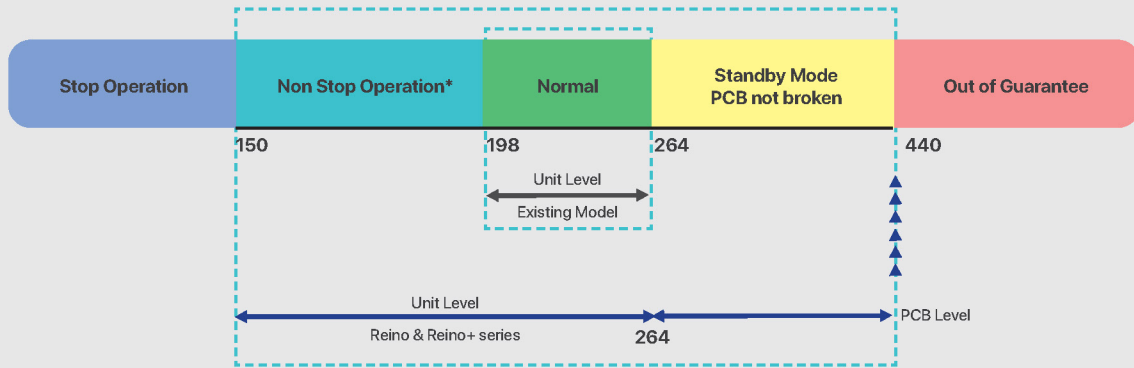 Stop Operation
Non Stop Operation*
Normal
Standby Mode
PCB not broken
Out of Guarantee
150
198
264
440
Unit Level
Existing Model
Unit Level
PCB Level
Reino & Reino+ series
264